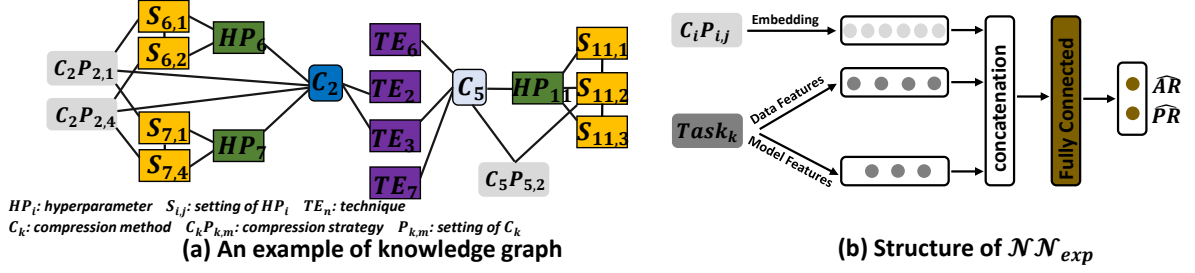 S_{6,1}
S_{6,2}
HP_6
C_2P_{2,1}
C_2P_{2,4}
S_{7,1}
S_{7,4}
HP_7
C_2
TE_6
TE_2
TE_3
TE_7
C_5
HP_{11}
S_{11,1}
S_{11,2}
S_{11,3}
C_5P_{5,2}
HP_i: hyperparameter S_{i,j}: setting of HP_i TE_n: technique
C_k: compression method C_kP_{k,m}: compression strategy P_{k,m}: setting of C_k
(a) An example of knowledge graph
C_iP_{i,j}
Embedding
Task_k
Data Features
Model Features
concatenation
Fully Connected
\widehat{AR}
\widehat{PR}
(b) Structure of 𝒩𝒩_{exp}